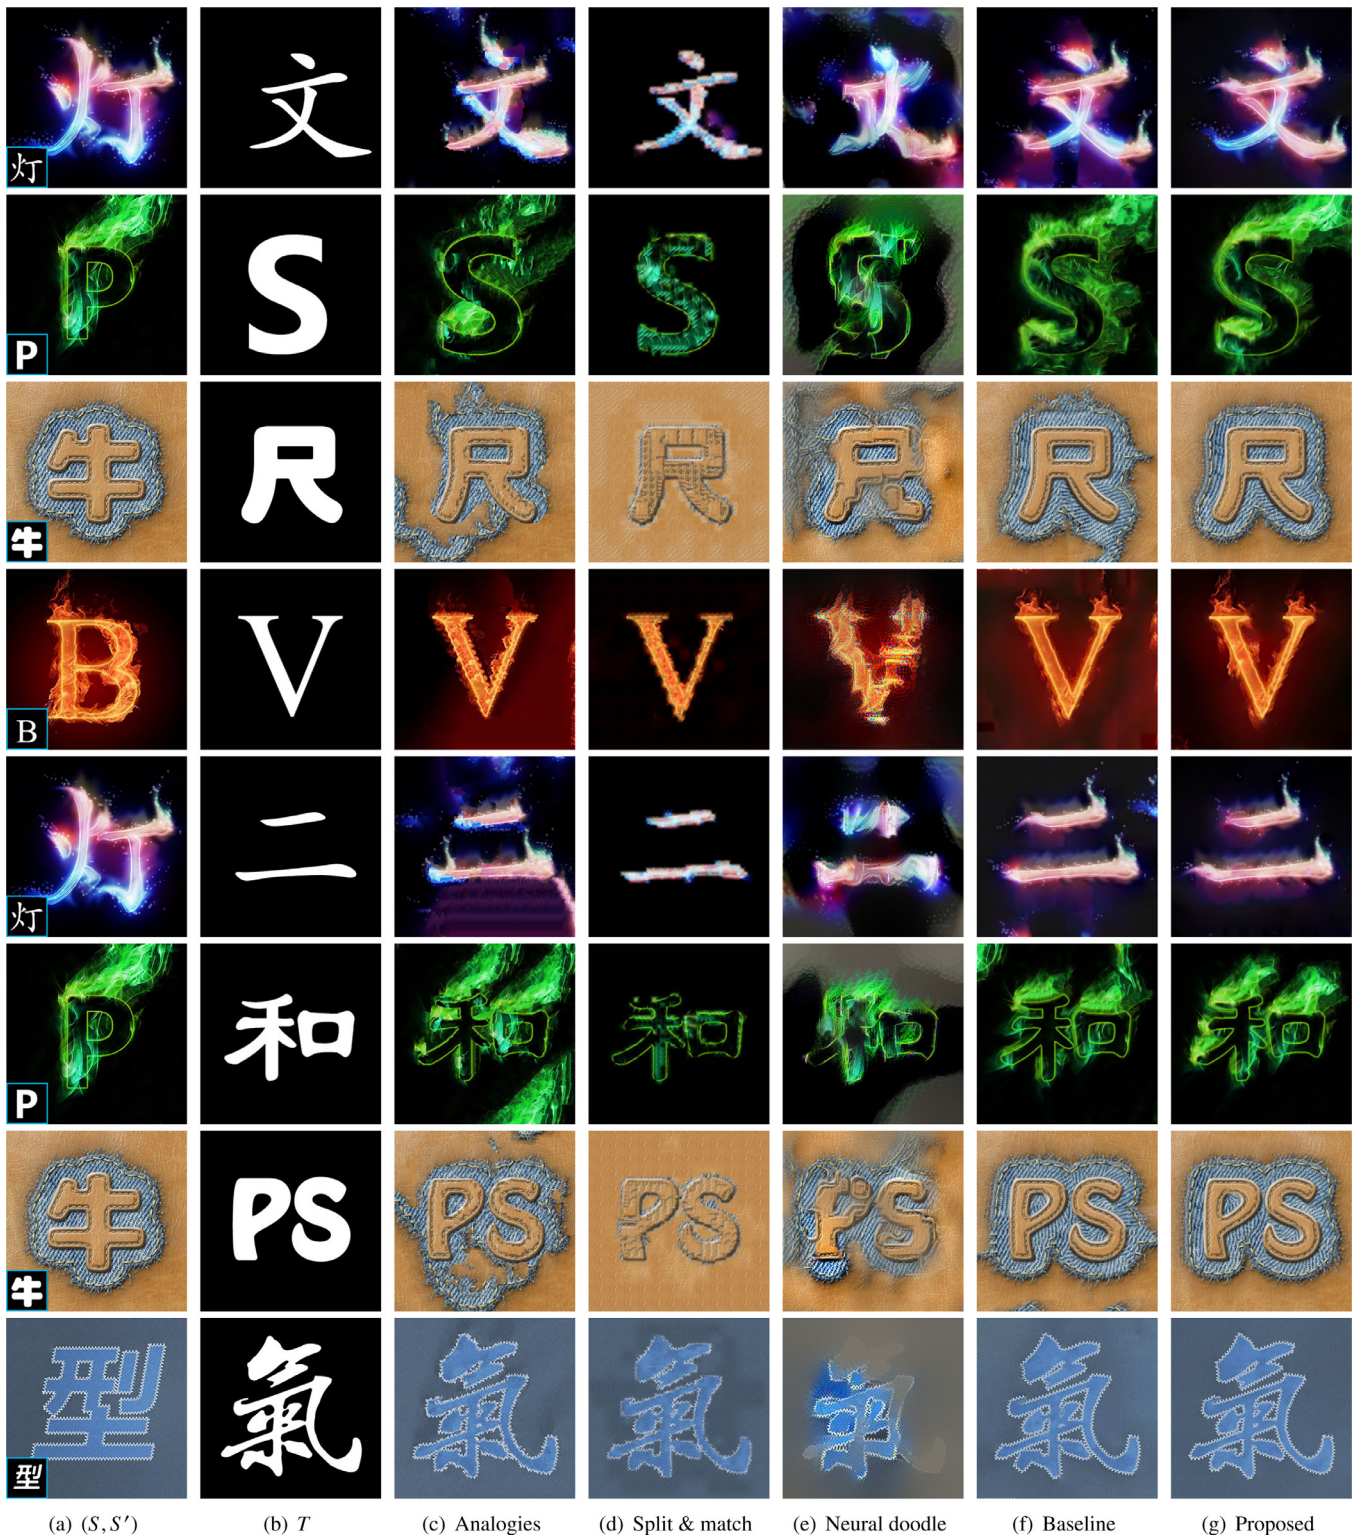 灯 灯 文 文 文 文 文 文
P P S S S S S S
牛 牛 尺 尺 尺 尺 尺 尺
B B V V V V V V
灯 灯 二 二 二 二 二 二
P P 和 和 和 和 和 和
牛 牛 PS PS PS PS PS PS
型 型 氣 氣 氣 氣 氣 氣
(a) (S, S′) (b) T (c) Analogies (d) Split & match (e) Neural doodle (f) Baseline (g) Proposed